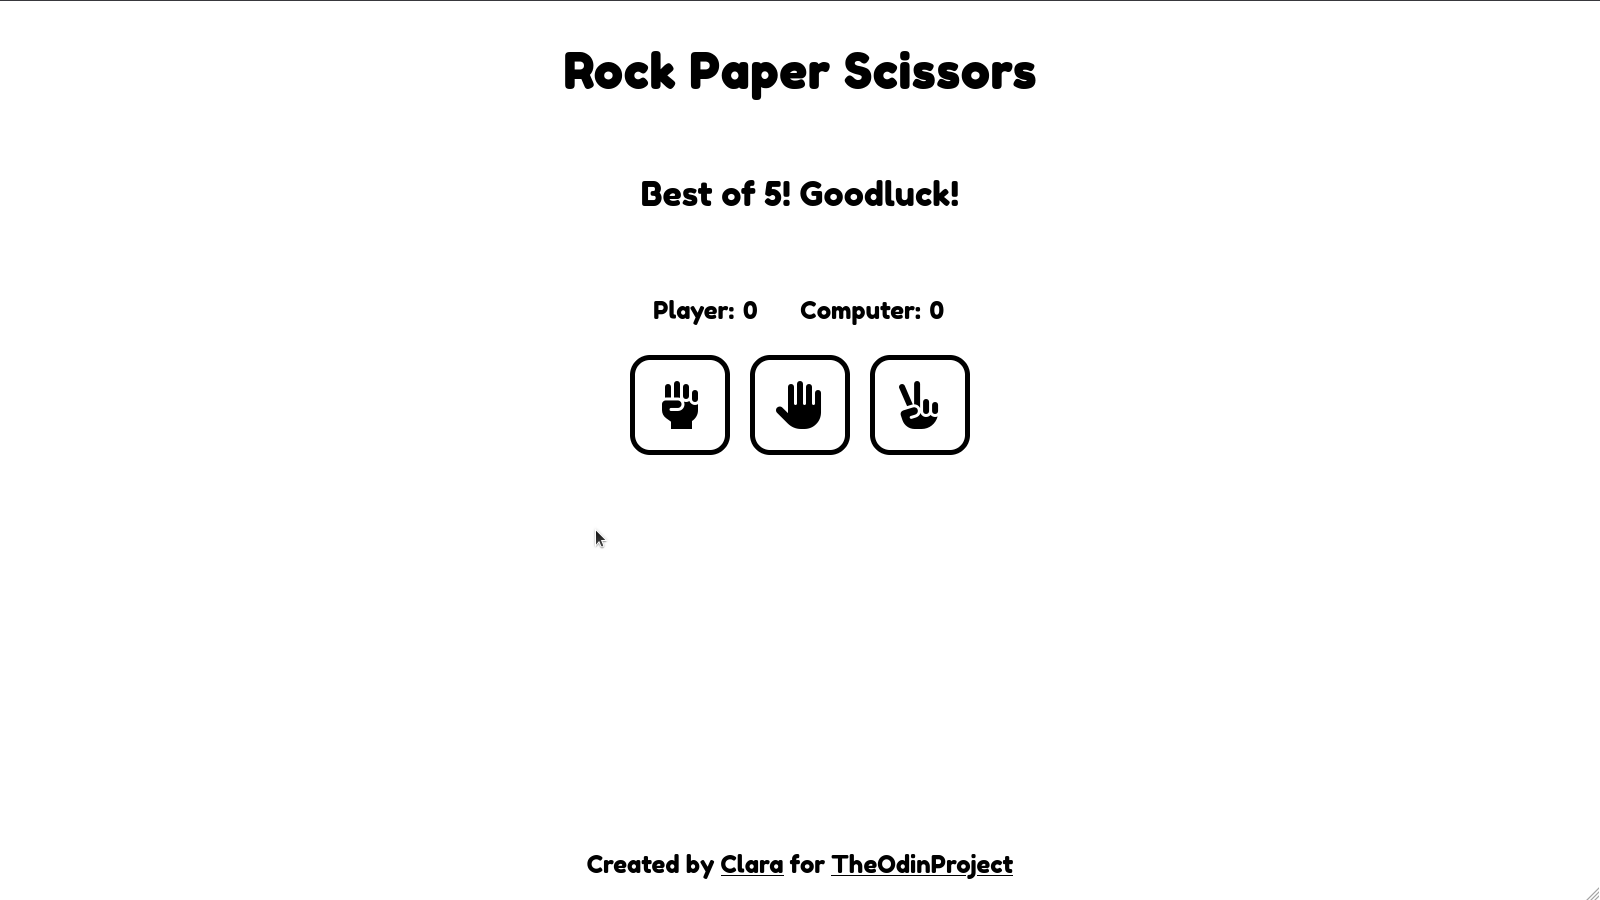 Rock Paper Scissors
Best of 5! Goodluck!
Player: 0 Computer: 0
Created by Clara for TheOdinProject